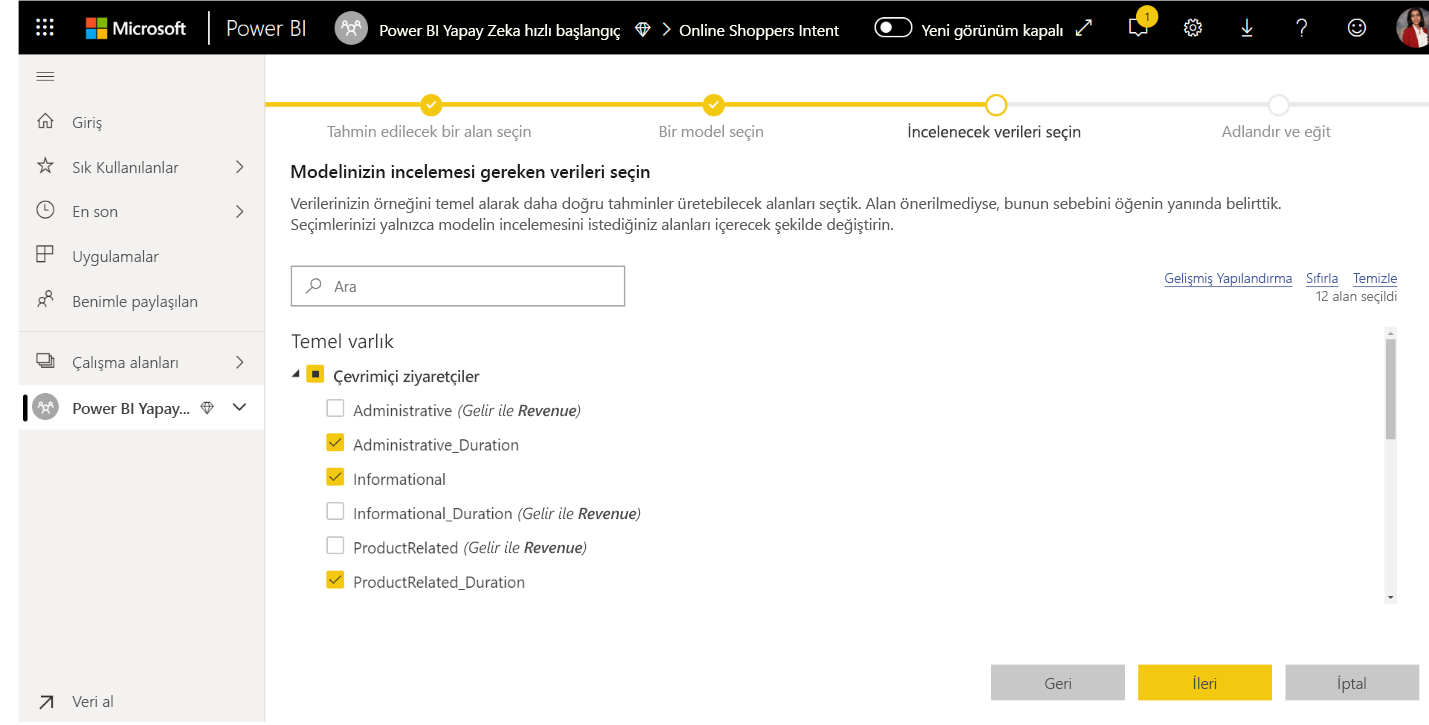 Microsoft Power BI Power BI Yapay Zeka hızlı başlangıç > Online Shoppers Intent Yeni görünüm kapalı 1
Giriş
Sık Kullanılanlar
En son
Uygulamalar
Benimle paylaşılan
Çalışma alanları
Power BI Yapay...
Veri al
Tahmin edilecek bir alan seçin
Bir model seçin
İncelenecek verileri seçin
Adlandır ve eğit
Modelinizin incelemesi gereken verileri seçin
Verilerinizin örneğini temel alarak daha doğru tahminler üretebilecek alanları seçtik. Alan önerilmediyse, bunun sebebini öğenin yanında belirttik.
Seçimlerinizi yalnızca modelin incelemesini istediğiniz alanları içerecek şekilde değiştirin.
Ara
Gelişmiş Yapılandırma Sıfırla Temizle
12 alan seçildi
Temel varlık
Çevrimiçi ziyaretçiler
Administrative (Gelir ile Revenue)
Administrative_Duration
Informational
Informational_Duration (Gelir ile Revenue)
ProductRelated (Gelir ile Revenue)
ProductRelated_Duration
Geri
İleri
İptal